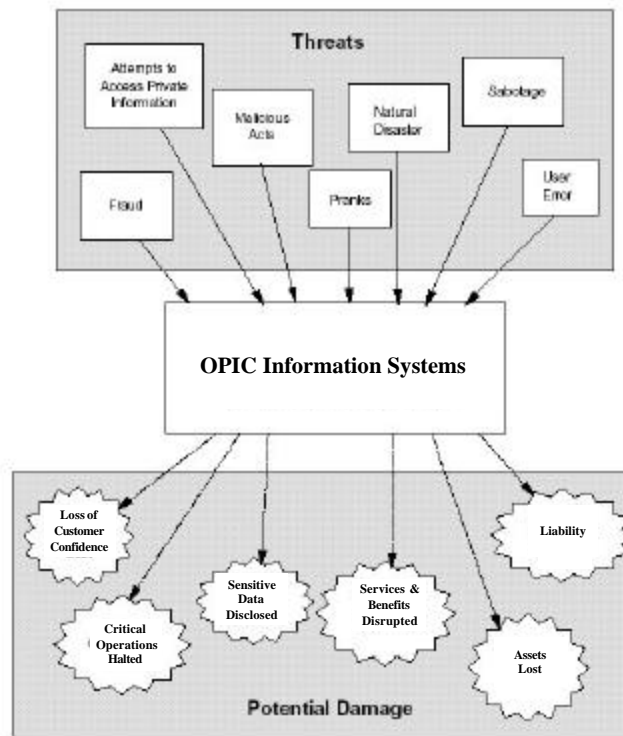 Threats
Attempts to
Access Private
Information
Malicious
Acts
Natural
Disaster
Sabotage
Fraud
Pranks
User
Error
OPIC Information Systems
Loss of
Customer
Confidence
Liability
Sensitive
Data
Disclosed
Services &
Benefits
Disrupted
Critical
Operations
Halted
Assets
Lost
Potential Damage